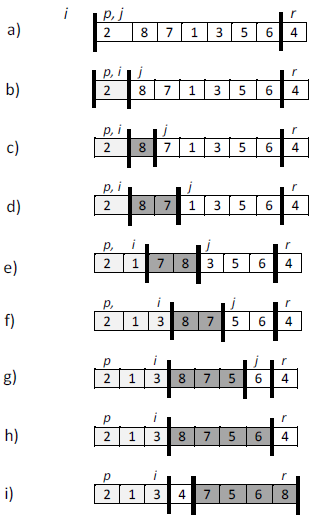 i p, j r
a) 2 8 7 1 3 5 6 4
p, i j r
b) 2 8 7 1 3 5 6 4
p, i j r
c) 2 8 7 1 3 5 6 4
p, i j r
d) 2 8 7 1 3 5 6 4
p, i j r
e) 2 1 7 8 3 5 6 4
p, i j r
f) 2 1 3 8 7 5 6 4
p i j r
g) 2 1 3 8 7 5 6 4
p i r
h) 2 1 3 8 7 5 6 4
p i r
i) 2 1 3 4 7 5 6 8